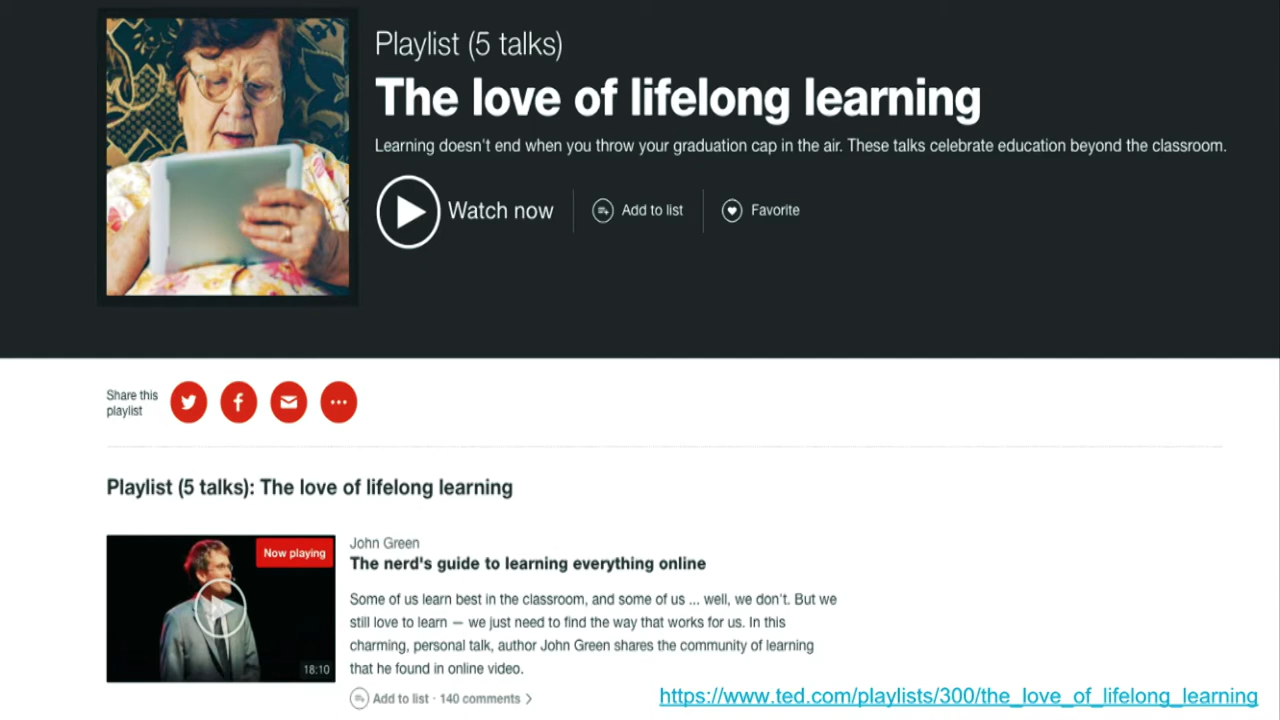 Playlist (5 talks)
The love of lifelong learning
Learning doesn't end when you throw your graduation cap in the air. These talks celebrate education beyond the classroom.
Watch now
Add to list
Favorite
Share this
playlist
Playlist (5 talks): The love of lifelong learning
Now playing
18:10
John Green
The nerd's guide to learning everything online
Some of us learn best in the classroom, and some of us ... well, we don't. But we
still love to learn — we just need to find the way that works for us. In this
charming, personal talk, author John Green shares the community of learning
that he found in online video.
Add to list · 140 comments >
https://www.ted.com/playlists/300/the_love_of_lifelong_learning